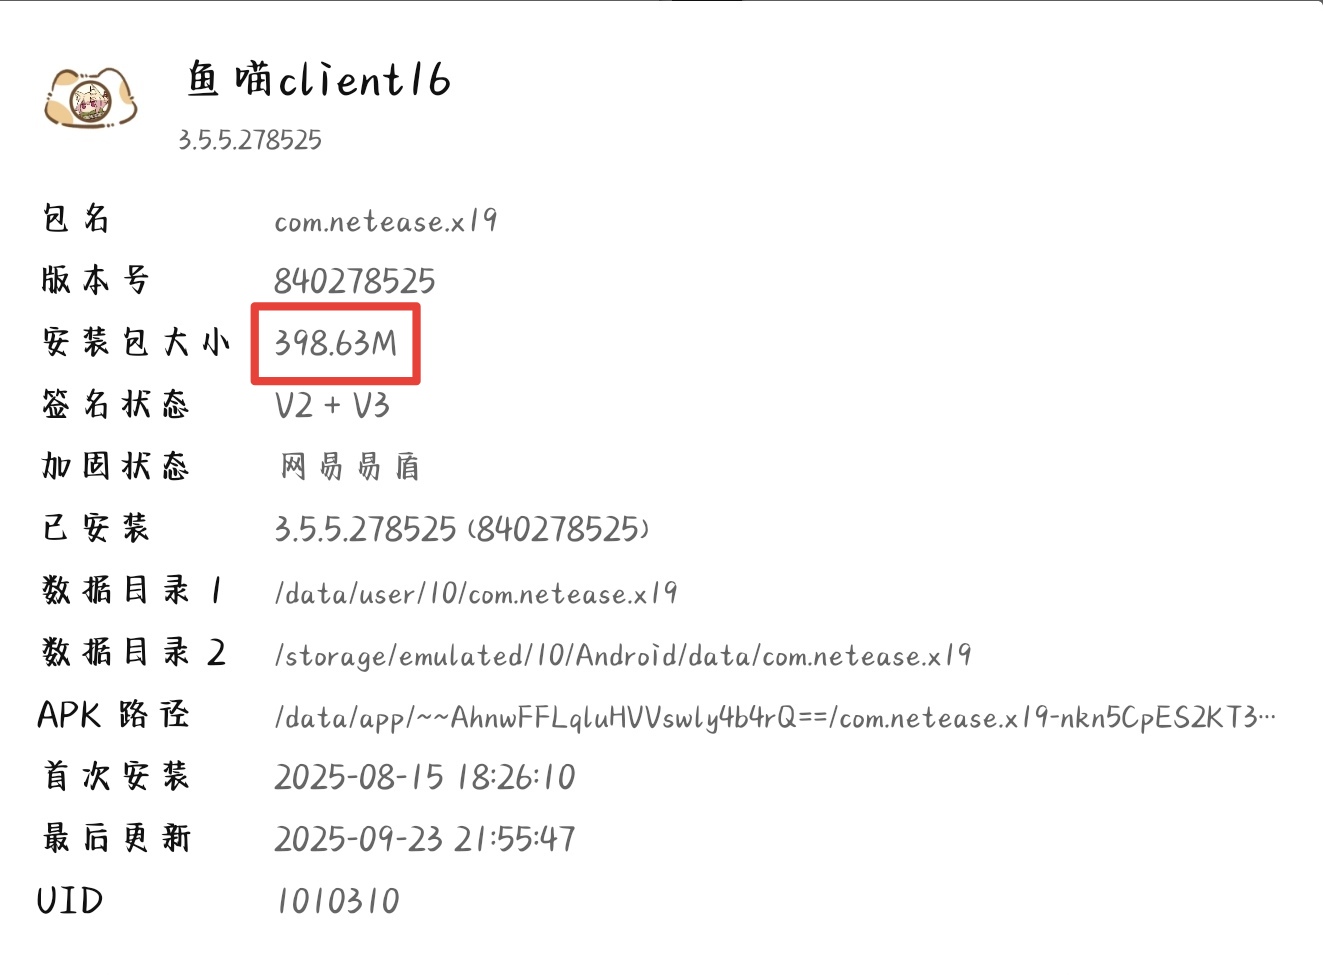 鱼喵client16
3.5.5.278525
包名 com.netease.x19
版本号 840278525
安装包大小 398.63M
签名状态 V2 + V3
加固状态 网易易盾
已安装 3.5.5.278525 (840278525)
数据目录 1 /data/user/10/com.netease.x19
数据目录 2 /storage/emulated/10/Android/data/com.netease.x19
APK 路径 /data/app/~~AhnwFFLqluHVVswly4b4rQ==/com.netease.x19-nkn5CpES2KT3…
首次安装 2025-08-15 18:26:10
最后更新 2025-09-23 21:55:47
UID 1010310